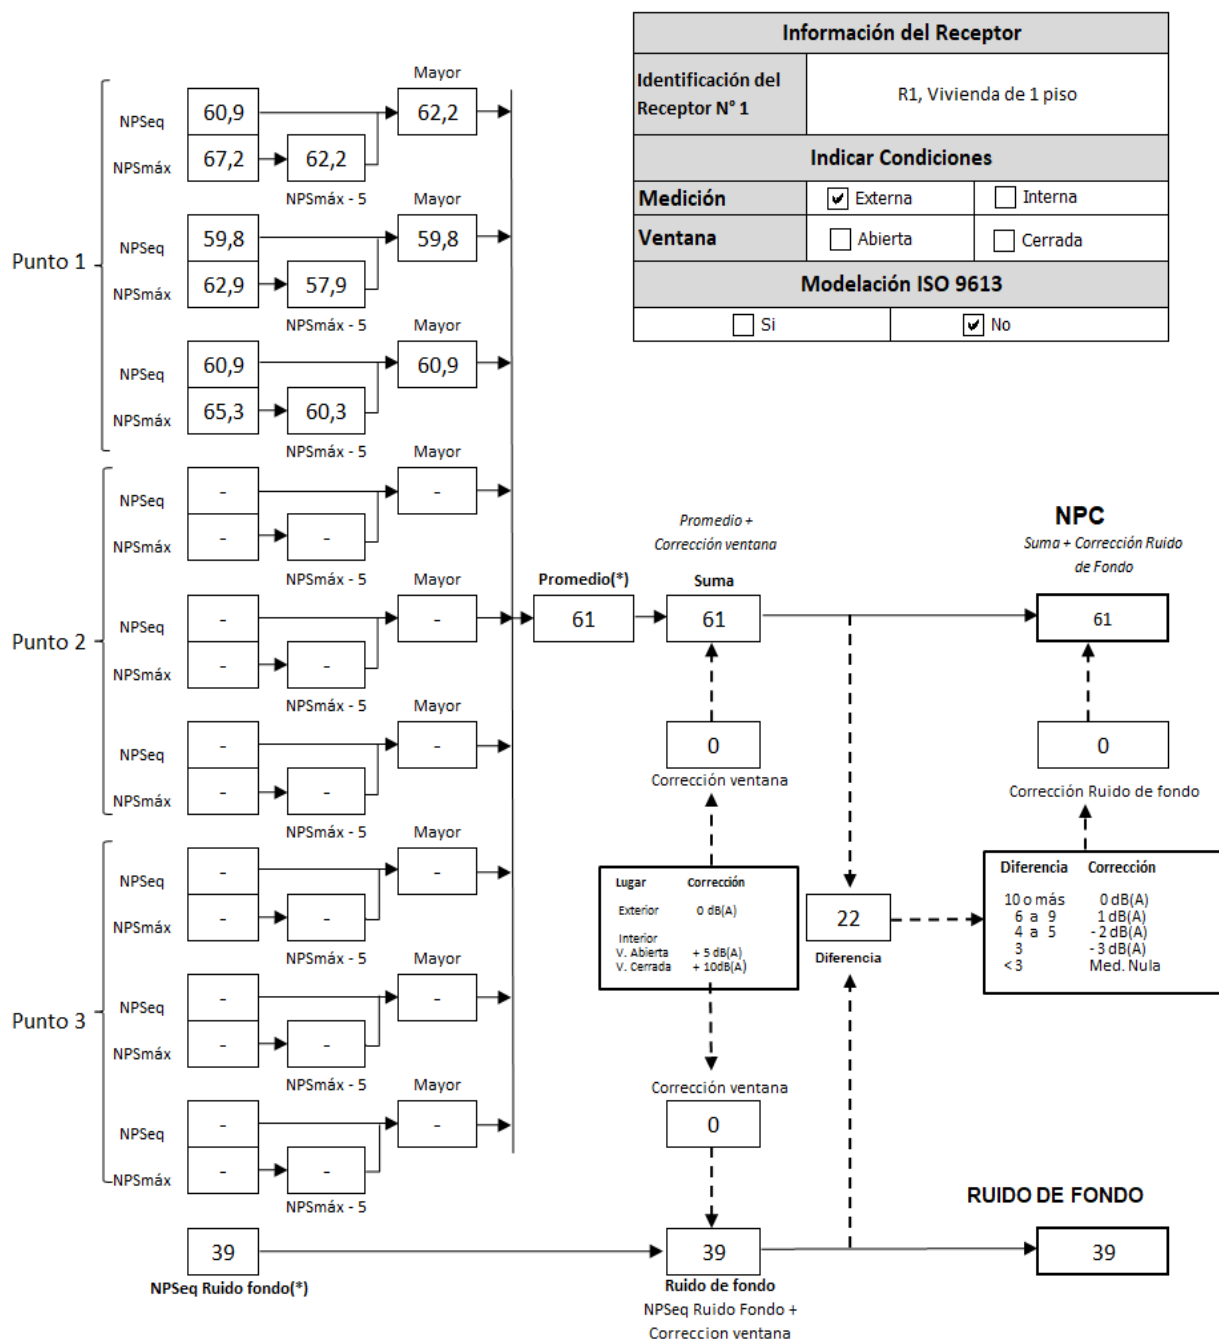 Información del Receptor
Identificación del
Receptor N° 1
R1, Vivienda de 1 piso
Indicar Condiciones
Medición
Externa
Interna
Ventana
Abierta
Cerrada
Modelación ISO 9613
Si
No
Punto 1
Mayor
NPSeq
60,9
62,2
NPSmáx
67,2
62,2
NPSmáx - 5
Mayor
NPSeq
59,8
59,8
NPSmáx
62,9
57,9
NPSmáx - 5
Mayor
NPSeq
60,9
60,9
NPSmáx
65,3
60,3
NPSmáx - 5
Punto 2
Mayor
NPSeq
-
-
NPSmáx
-
-
NPSmáx - 5
Mayor
NPSeq
-
-
NPSmáx
-
-
NPSmáx - 5
Mayor
NPSeq
-
-
NPSmáx
-
-
NPSmáx - 5
Punto 3
Mayor
NPSeq
-
-
NPSmáx
-
-
NPSmáx - 5
Mayor
NPSeq
-
-
NPSmáx
-
-
NPSmáx - 5
Mayor
NPSeq
-
-
NPSmáx
-
-
NPSmáx - 5
Promedio(*)
61
Promedio +
Corrección ventana
Suma
61
0
Corrección ventana
Lugar Corrección
Exterior 0 dB(A)
Interior
V. Abierta + 5 dB(A)
V. Cerrada + 10dB(A)
Corrección ventana
0
22
Diferencia
NPC
Suma + Corrección Ruido
de Fondo
61
0
Corrección Ruido de fondo
Diferencia Corrección
10 o más 0 dB(A)
6 a 9 1 dB(A)
4 a 5 - 2 dB(A)
3 - 3 dB(A)
< 3 Med. Nula
39
NPSeq Ruido fondo(*)
39
Ruido de fondo
NPSeq Ruido Fondo +
Correccion ventana
RUIDO DE FONDO
39